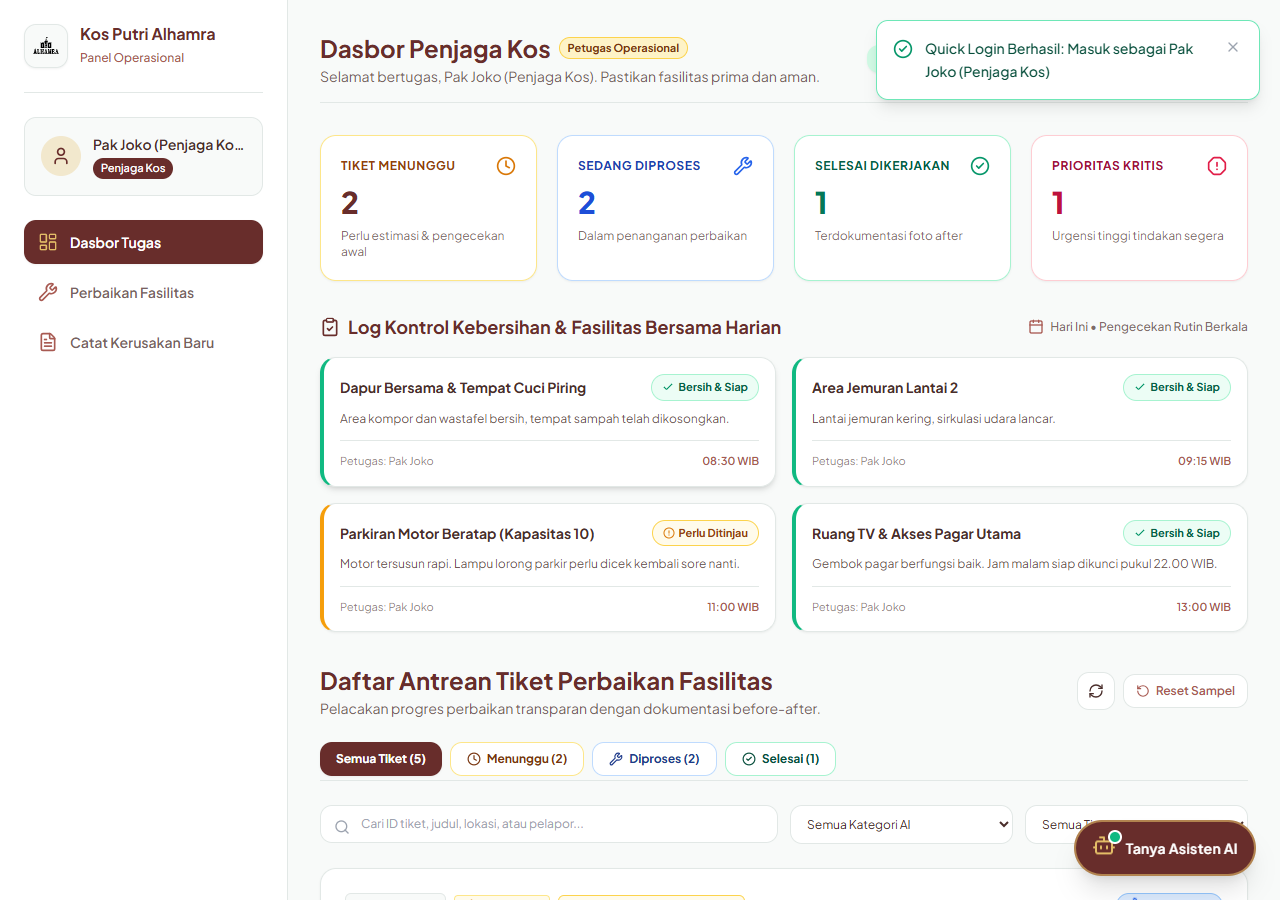 ALHAMRA
Kos Putri Alhamra
Panel Operasional
Pak Joko (Penjaga Ko...
Penjaga Kos
Dasbor Tugas
Perbaikan Fasilitas
Catat Kerusakan Baru
Dasbor Penjaga Kos
Petugas Operasional
Selamat bertugas, Pak Joko (Penjaga Kos). Pastikan fasilitas prima dan aman.
Quick Login Berhasil: Masuk sebagai Pak
Joko (Penjaga Kos)
TIKET MENUNGGU
2
Perlu estimasi & pengecekan
awal
SEDANG DIPROSES
2
Dalam penanganan perbaikan
SELESAI DIKERJAKAN
1
Terdokumentasi foto after
PRIORITAS KRITIS
1
Urgensi tinggi tindakan segera
Log Kontrol Kebersihan & Fasilitas Bersama Harian
Hari Ini • Pengecekan Rutin Berkala
Dapur Bersama & Tempat Cuci Piring
Bersih & Siap
Area kompor dan wastafel bersih, tempat sampah telah dikosongkan.
Petugas: Pak Joko
08:30 WIB
Area Jemuran Lantai 2
Bersih & Siap
Lantai jemuran kering, sirkulasi udara lancar.
Petugas: Pak Joko
09:15 WIB
Parkiran Motor Beratap (Kapasitas 10)
Perlu Ditinjau
Motor tersusun rapi. Lampu lorong parkir perlu dicek kembali sore nanti.
Petugas: Pak Joko
11:00 WIB
Ruang TV & Akses Pagar Utama
Bersih & Siap
Gembok pagar berfungsi baik. Jam malam siap dikunci pukul 22.00 WIB.
Petugas: Pak Joko
13:00 WIB
Daftar Antrean Tiket Perbaikan Fasilitas
Pelacakan progres perbaikan transparan dengan dokumentasi before-after.
Reset Sampel
Semua Tiket (5)
Menunggu (2)
Diproses (2)
Selesai (1)
Cari ID tiket, judul, lokasi, atau pelapor...
Semua Kategori AI
Semua
Tanya Asisten AI